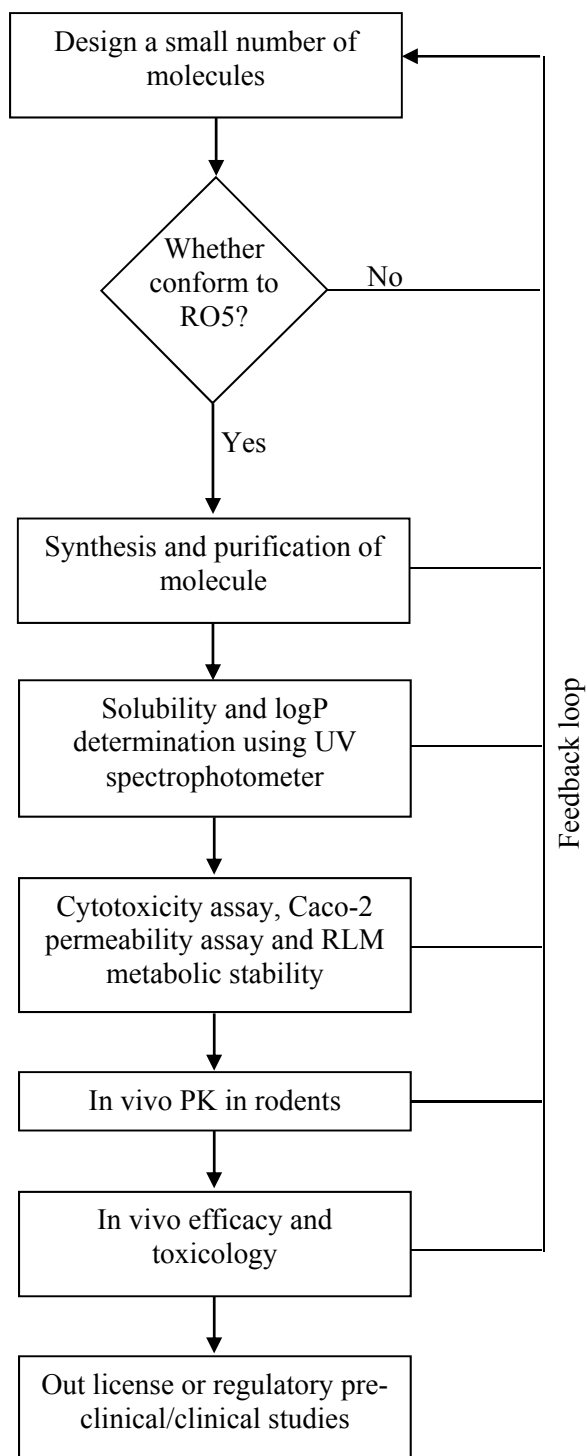 Design a small number of
molecules
Whether
conform to
RO5?
No
Yes
Synthesis and purification of
molecule
Solubility and logP
determination using UV
spectrophotometer
Feedback loop
Cytotoxicity assay, Caco-2
permeability assay and RLM
metabolic stability
In vivo PK in rodents
In vivo efficacy and
toxicology
Out license or regulatory pre-
clinical/clinical studies